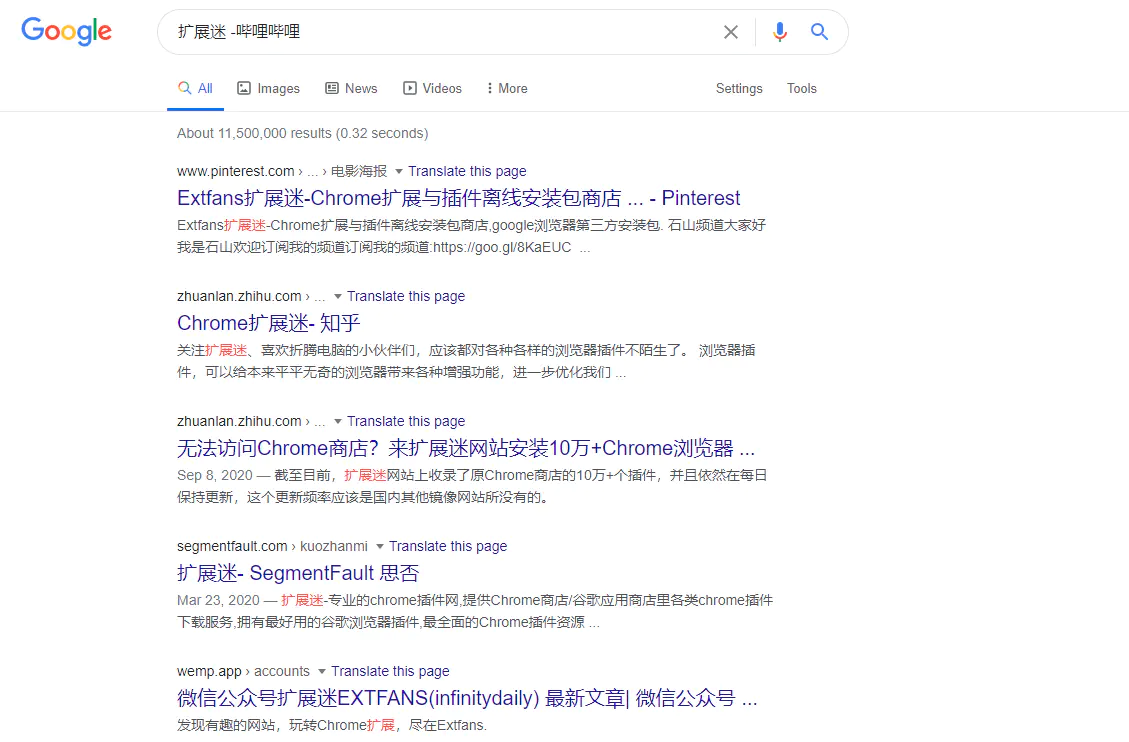 Google
扩展迷 -哔哩哔哩
All Images News Videos More Settings Tools
About 11,500,000 results (0.32 seconds)
www.pinterest.com › ... › 电影海报 Translate this page
Extfans扩展迷-Chrome扩展与插件离线安装包商店 ... - Pinterest
Extfans扩展迷-Chrome扩展与插件离线安装包商店,google浏览器第三方安装包. 石山频道大家好
我是石山欢迎订阅我的频道订阅我的频道:https://goo.gl/8KaEUC ...
zhuanlan.zhihu.com › ... Translate this page
Chrome扩展迷- 知乎
关注扩展迷、喜欢折腾电脑的小伙伴们，应该都对各种各样的浏览器插件不陌生了。 浏览器插
件，可以给本来平平无奇的浏览器带来各种增强功能，进一步优化我们 ...
zhuanlan.zhihu.com › ... Translate this page
无法访问Chrome商店？来扩展迷网站安装10万+Chrome浏览器 ...
Sep 8, 2020 — 截至目前，扩展迷网站上收录了原Chrome商店的10万+个插件，并且依然在每日
保持更新，这个更新频率应该是国内其他镜像网站所没有的。
segmentfault.com › kuozhanmi Translate this page
扩展迷- SegmentFault 思否
Mar 23, 2020 — 扩展迷-专业的chrome插件网,提供Chrome商店/谷歌应用商店里各类chrome插件
下载服务,拥有最好用的谷歌浏览器插件,最全面的Chrome插件资源 ...
wemp.app › accounts Translate this page
微信公众号扩展迷EXTFANS(infinitydaily) 最新文章| 微信公众号 ...
发现有趣的网站，玩转Chrome扩展，尽在Extfans.